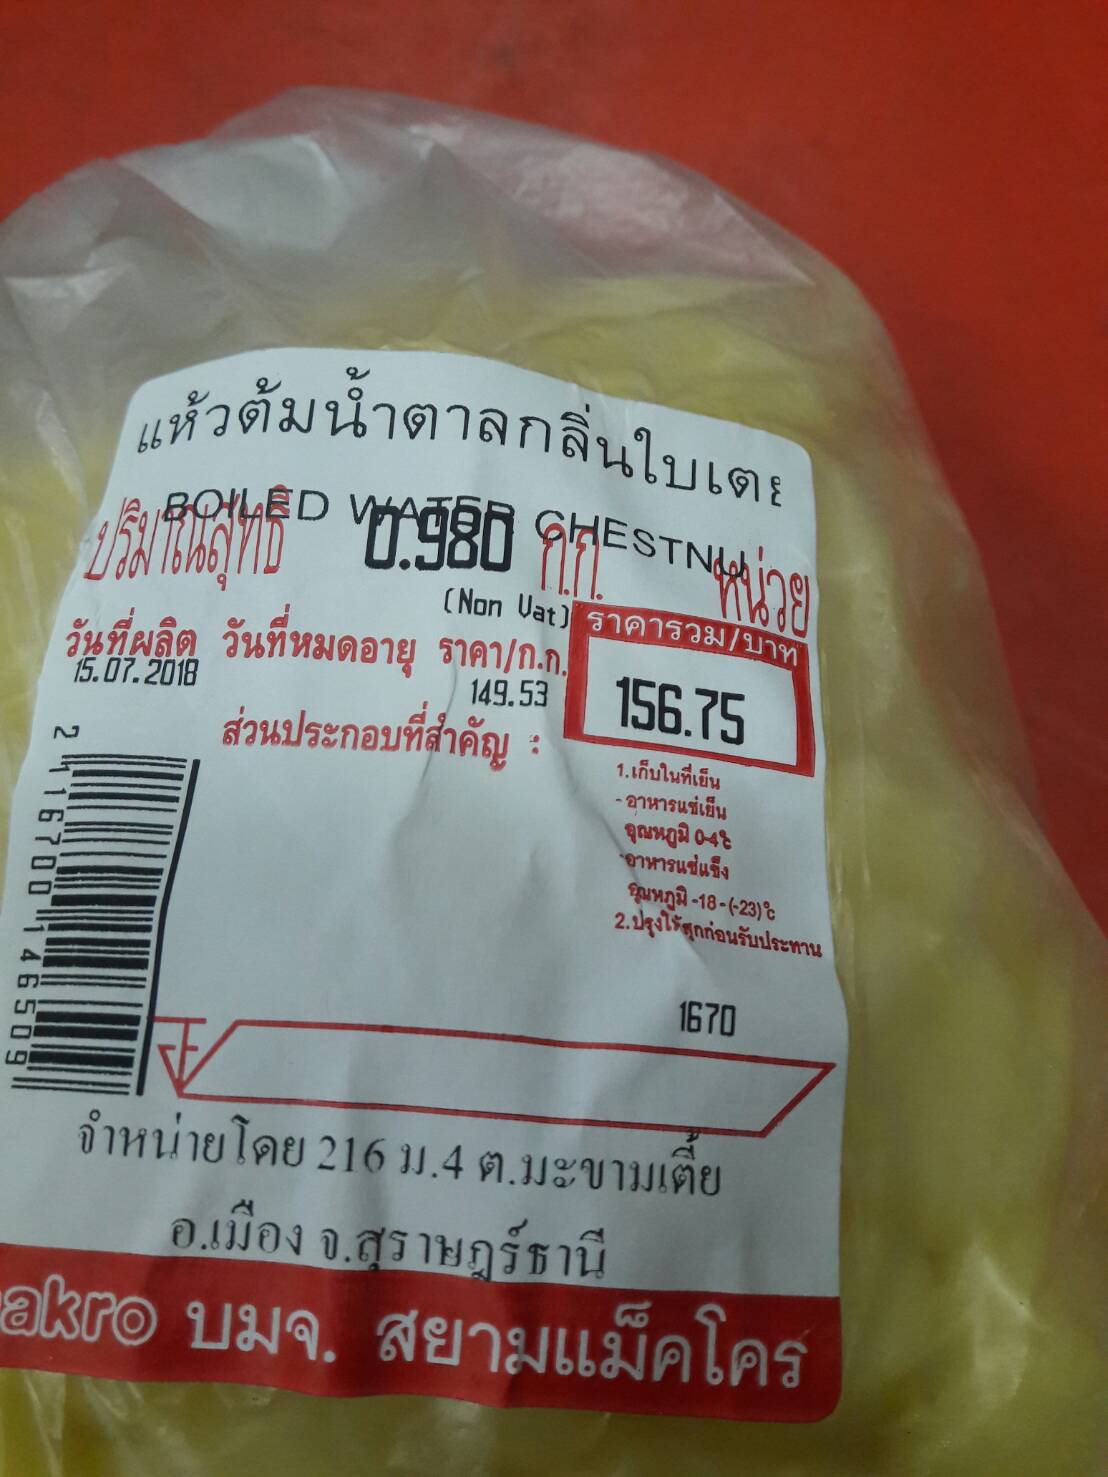 แห้วต้มน้ำตาลกลิ่นใบเตย
BOILED WATER CHESTNU
ปริมาณสุทธิ 0.980 ก.ก. หน่วย
(Non Vat) ราคารวม/บาท
วันที่ผลิต วันที่หมดอายุ ราคา/ก.ก.
15.07.2018 149.53 156.75
ส่วนประกอบที่สำคัญ :
1.เก็บในที่เย็น
- อาหารแช่เย็น
อุณหภูมิ 0-4°c
-อาหารแช่แข็ง
อุณหภูมิ -18 - (-23)°c
2.ปรุงให้สุกก่อนรับประทาน
2116700146509
1670
จำหน่ายโดย 216 ม.4 ต.มะขามเตี้ย
อ.เมือง จ.สุราษฎร์ธานี
akro บมจ. สยามแม็คโคร